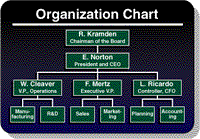 Organization Chart
R. Kramden
Chairman of the Board
E. Norton
President and CEO
W. Cleaver
V.P., Operations
F. Mertz
Executive V.P.
L. Ricardo
Controller, CFO
Manu-
facturing
R&D
Sales
Market-
ing
Planning
Account-
ing